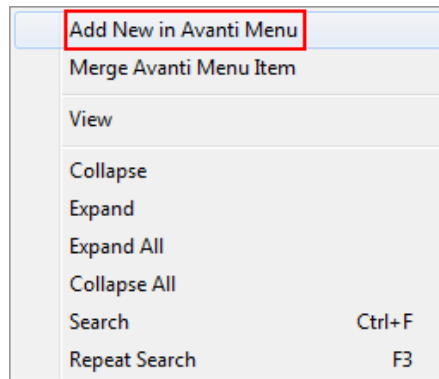 Add New in Avanti Menu
Merge Avanti Menu Item
View
Collapse
Expand
Expand All
Collapse All
Search Ctrl+F
Repeat Search F3